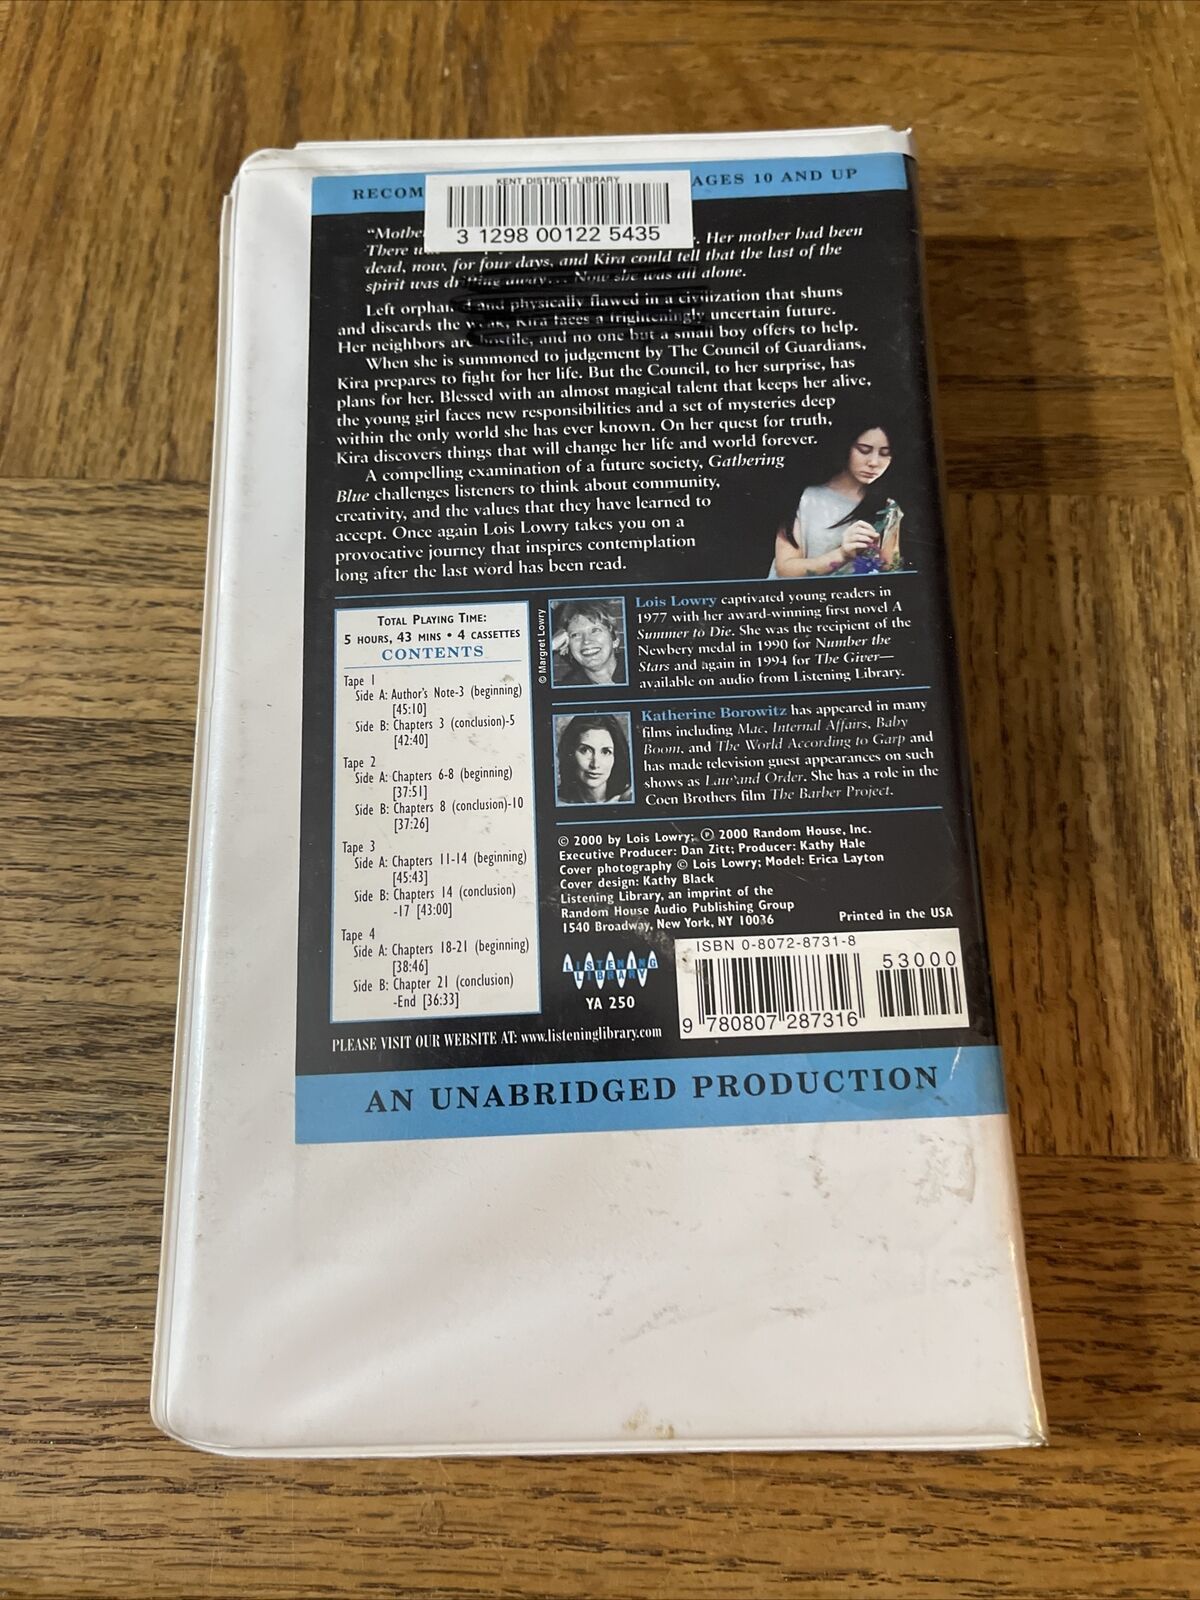 RECOM
AGES 10 AND UP
KENT DISTRICT LIBRARY
3 1298 00122 5435
"Mothe
There . Her mother had been
dead, now, for four days, and Kira could tell that the last of the
spirit was drifting away... Now she was all alone.
Left orphaned and physically flawed in a civilization that shuns
and discards the weak, Kira faces a frighteningly uncertain future.
Her neighbors are hostile, and no one but a small boy offers to help.
When she is summoned to judgement by The Council of Guardians,
Kira prepares to fight for her life. But the Council, to her surprise, has
plans for her. Blessed with an almost magical talent that keeps her alive,
the young girl faces new responsibilities and a set of mysteries deep
within the only world she has ever known. On her quest for truth,
Kira discovers things that will change her life and world forever.
A compelling examination of a future society, Gathering
Blue challenges listeners to think about community,
creativity, and the values that they have learned to
accept. Once again Lois Lowry takes you on a
provocative journey that inspires contemplation
long after the last word has been read.
TOTAL PLAYING TIME:
5 HOURS, 43 MINS • 4 CASSETTES
CONTENTS
Tape 1
Side A: Author's Note-3 (beginning)
[45:10]
Side B: Chapters 3 (conclusion)-5
[42:40]
Tape 2
Side A: Chapters 6-8 (beginning)
[37:51]
Side B: Chapters 8 (conclusion)-10
[37:26]
Tape 3
Side A: Chapters 11-14 (beginning)
[45:43]
Side B: Chapters 14 (conclusion)
-17 [43:00]
Tape 4
Side A: Chapters 18-21 (beginning)
[38:46]
Side B: Chapter 21 (conclusion)
-End [36:33]
© Margret Lowry
Lois Lowry captivated young readers in
1977 with her award-winning first novel A
Summer to Die. She was the recipient of the
Newbery medal in 1990 for Number the
Stars and again in 1994 for The Giver—
available on audio from Listening Library.
Katherine Borowitz has appeared in many
films including Mac, Internal Affairs, Baby
Boom, and The World According to Garp and
has made television guest appearances on such
shows as Law and Order. She has a role in the
Coen Brothers film The Barber Project.
© 2000 by Lois Lowry; ℗ 2000 Random House, Inc.
Executive Producer: Dan Zitt; Producer: Kathy Hale
Cover photography © Lois Lowry; Model: Erica Layton
Cover design: Kathy Black
Listening Library, an imprint of the
Random House Audio Publishing Group
1540 Broadway, New York, NY 10036
Printed in the USA
LISTENING
LIBRARY
YA 250
ISBN 0-8072-8731-8
53000
9 780807 287316
PLEASE VISIT OUR WEBSITE AT: www.listeninglibrary.com
AN UNABRIDGED PRODUCTION